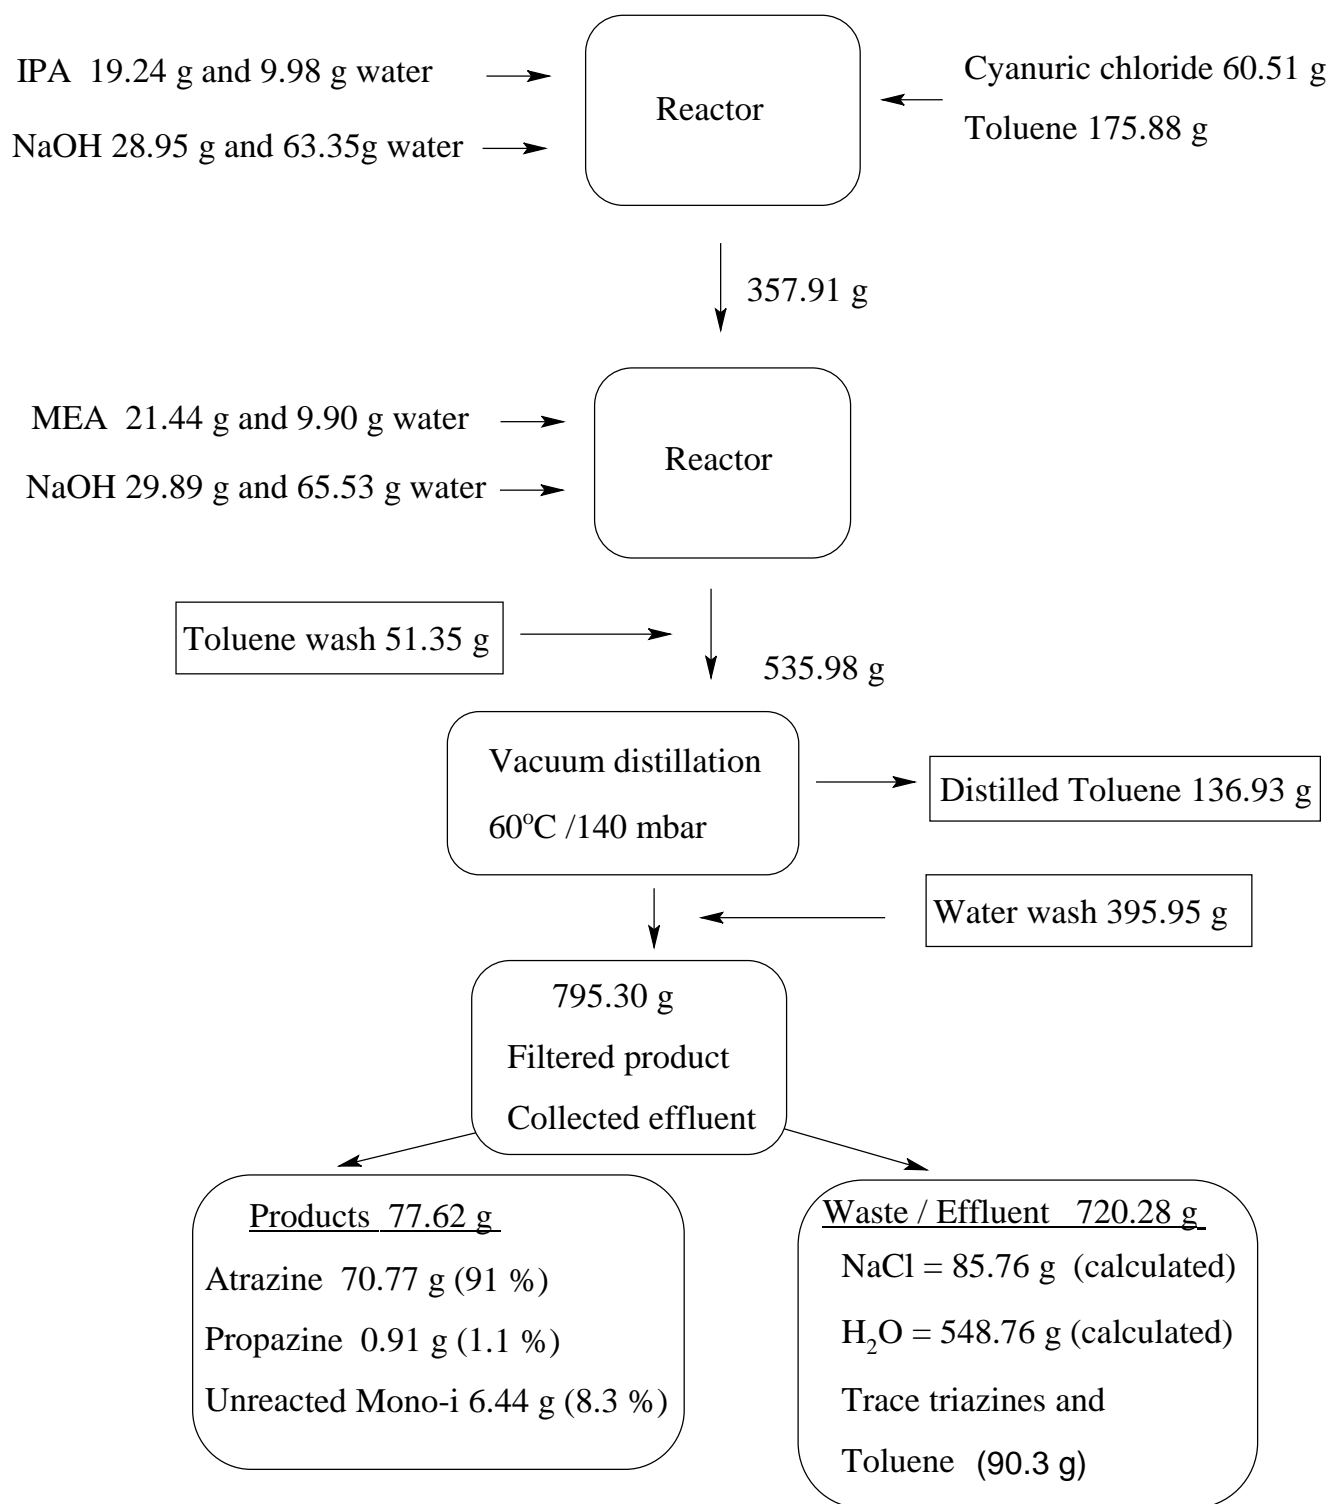 IPA  19.24 g and 9.98 g water
NaOH 28.95 g and 63.35g water
Reactor
Cyanuric chloride 60.51 g
Toluene 175.88 g
357.91 g
MEA  21.44 g and 9.90 g water
NaOH 29.89 g and 65.53 g water
Reactor
Toluene wash 51.35 g
535.98 g
Vacuum distillation
60°C /140 mbar
Distilled Toluene 136.93 g
Water wash 395.95 g
795.30 g
Filtered product
Collected effluent
Products  77.62 g
Atrazine  70.77 g (91 %)
Propazine  0.91 g (1.1 %)
Unreacted Mono-i 6.44 g (8.3 %)
Waste / Effluent   720.28 g
NaCl = 85.76 g  (calculated)
H₂O = 548.76 g (calculated)
Trace triazines and
Toluene  (90.3 g)